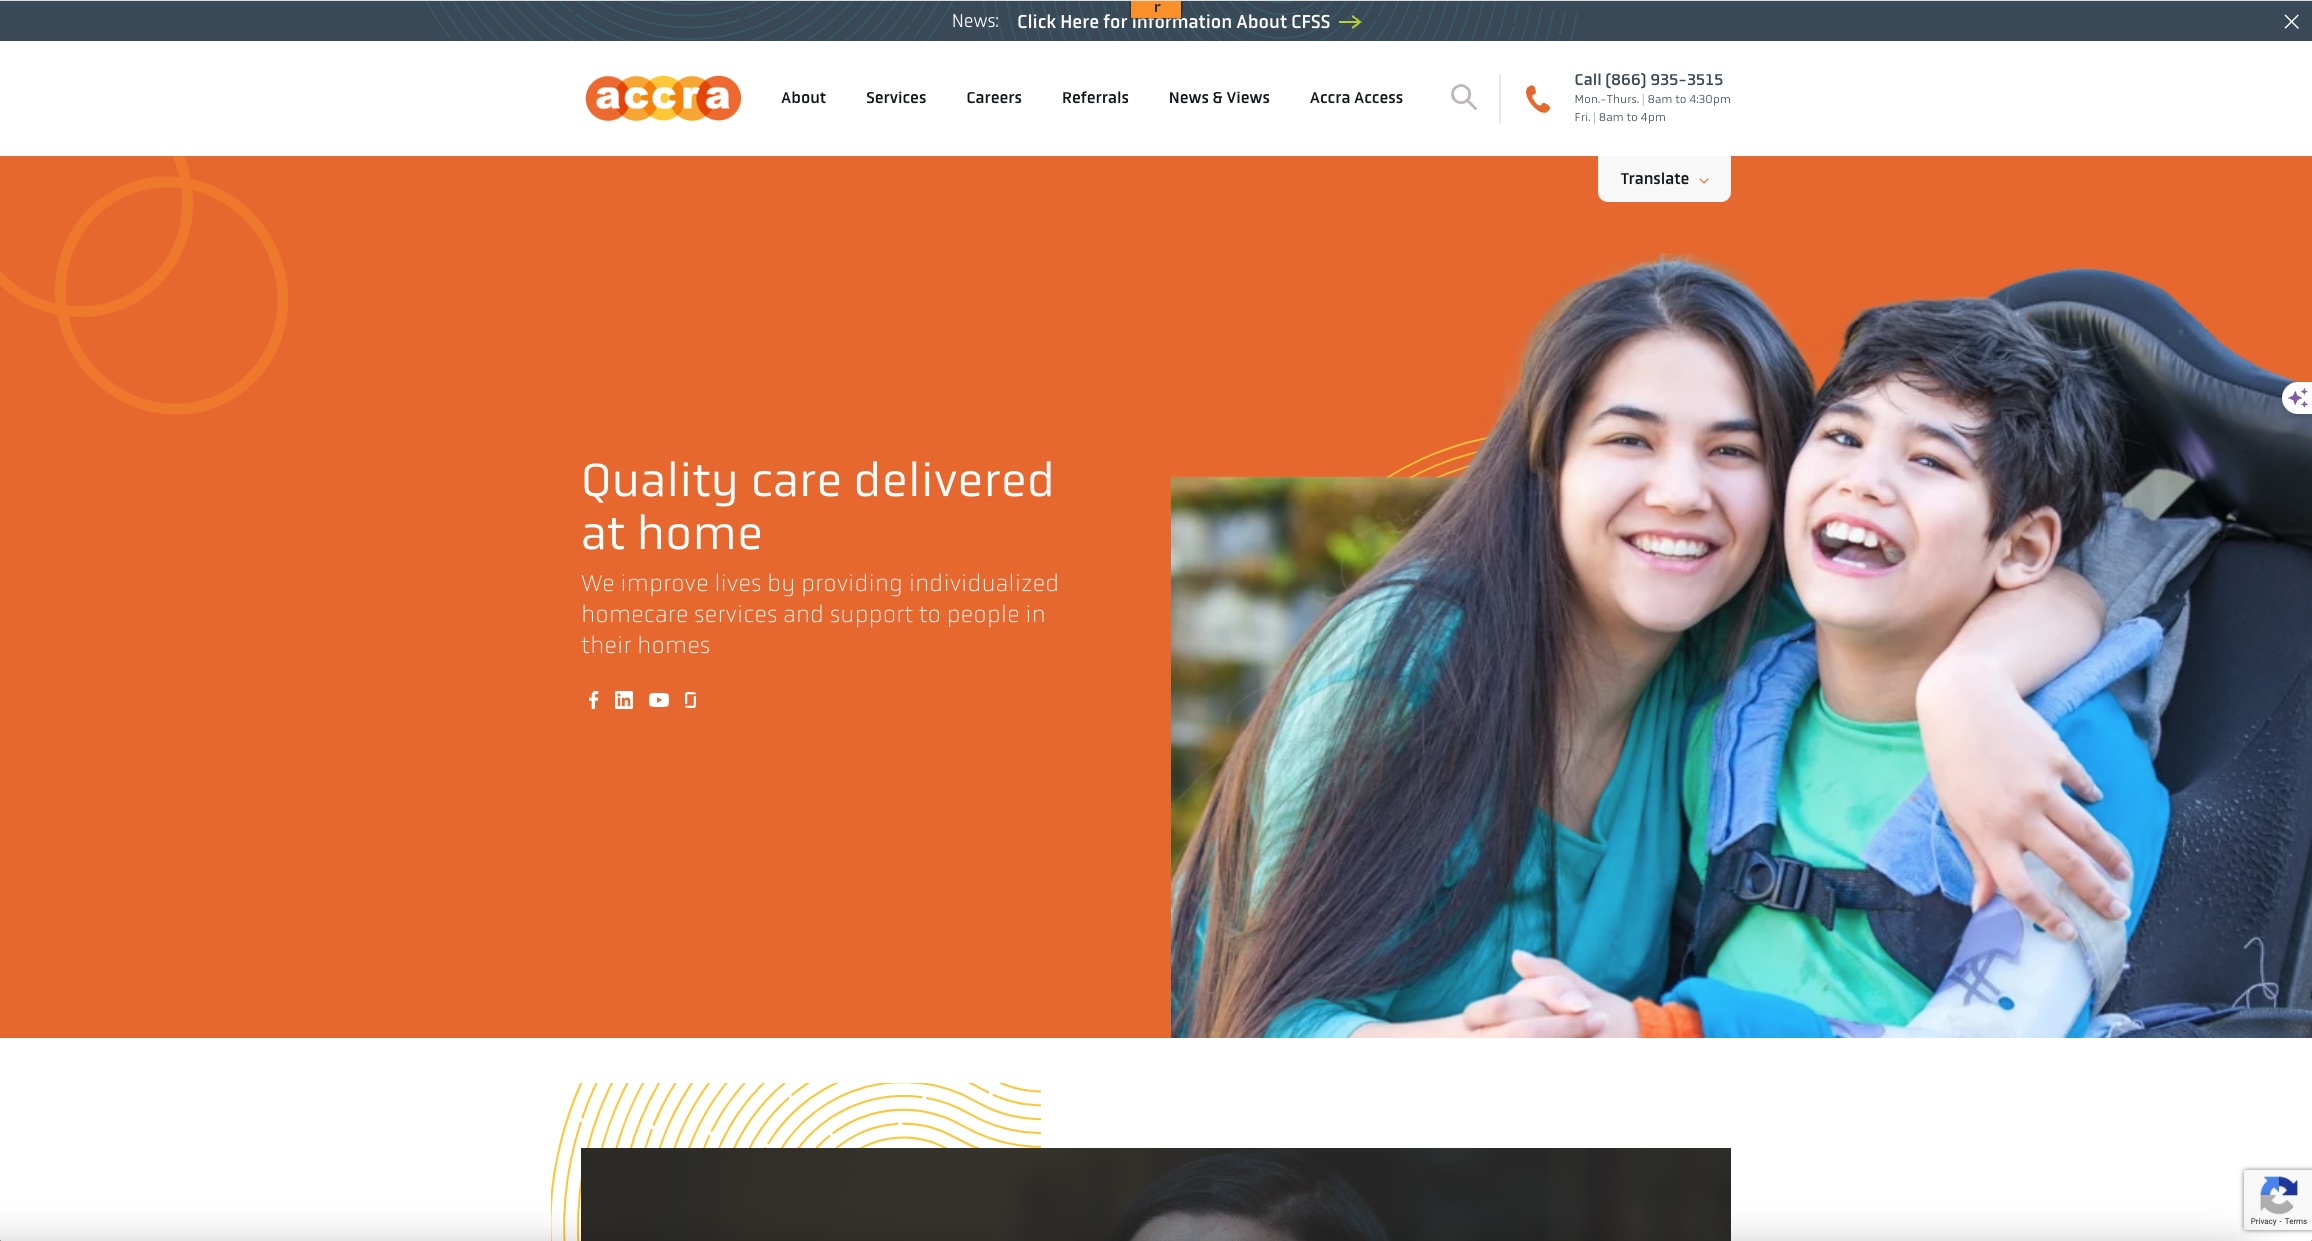 News: Click Here for Information About CFSS
r
accra
About
Services
Careers
Referrals
News & Views
Accra Access
Call (866) 935-3515
Mon.-Thurs. | 8am to 4:30pm
Fri. | 8am to 4pm
Translate
Quality care delivered
at home
We improve lives by providing individualized
homecare services and support to people in
their homes
Privacy - Terms